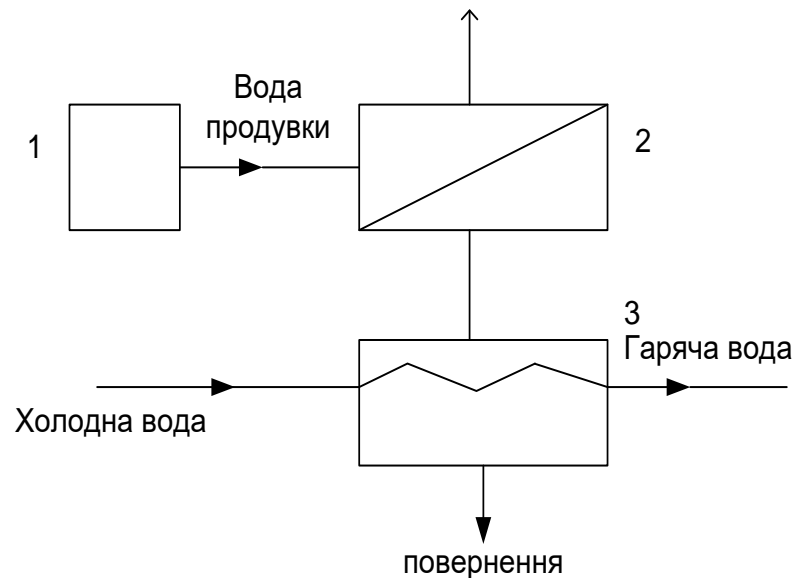 Вода
продувки
1
2
3
Гаряча вода
Холодна вода
повернення